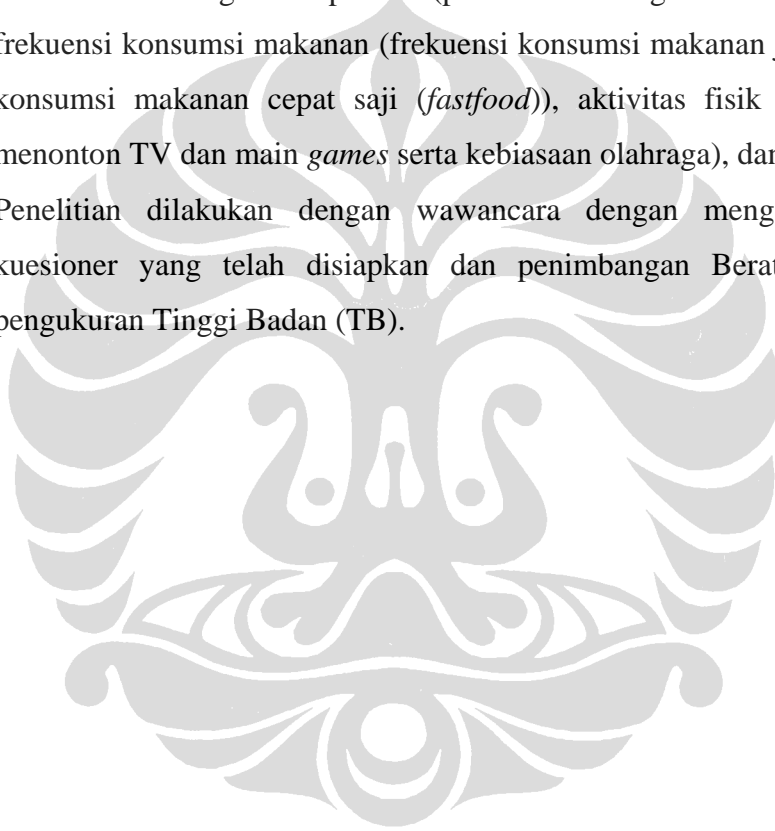 frekuensi konsumsi makanan (frekuensi konsumsi makanan
konsumsi makanan cepat saji (fastfood)), aktivitas fisik
menonton TV dan main games serta kebiasaan olahraga), dan
Penelitian dilakukan dengan wawancara dengan meng
kuesioner yang telah disiapkan dan penimbangan Berat
pengukuran Tinggi Badan (TB).